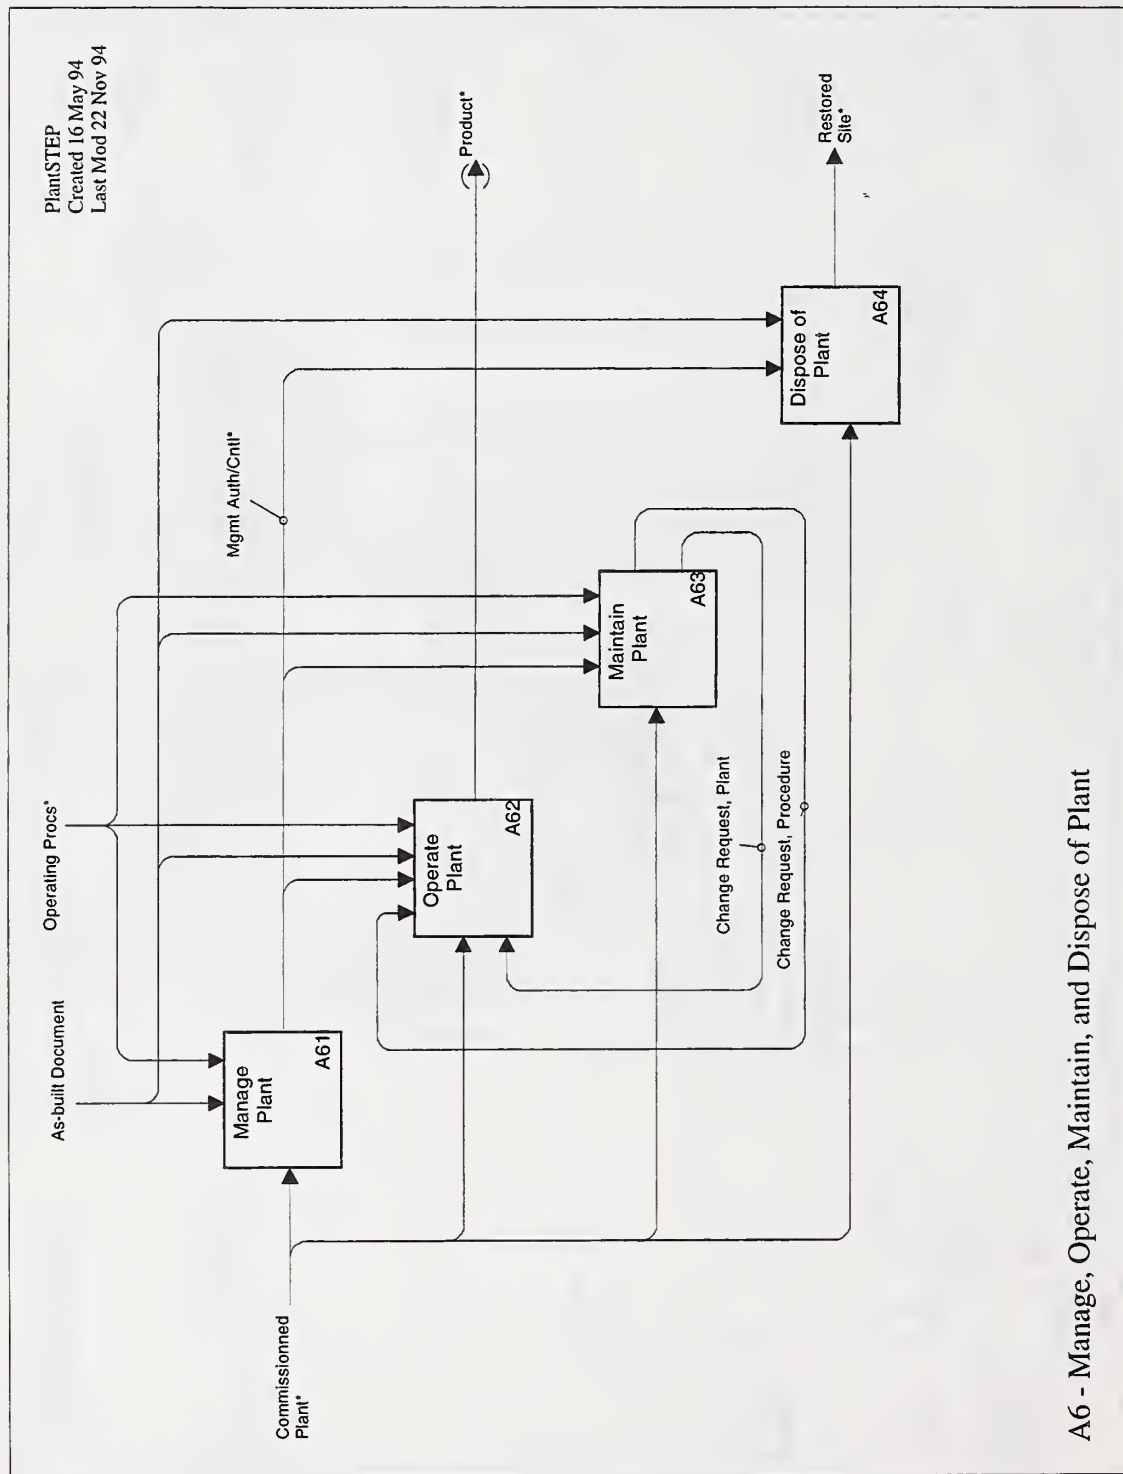 PlantSTEP
Created 16 May 94
Last Mod 22 Nov 94
As-built Document
Operating Procs*
Commissionned
Plant*
Manage
Plant
A61
Mgmt Auth/Cntl*
Operate
Plant
A62
Product*
Maintain
Plant
A63
Change Request, Plant
Change Request, Procedure
Dispose of
Plant
A64
Restored
Site*
A6 - Manage, Operate, Maintain, and Dispose of Plant